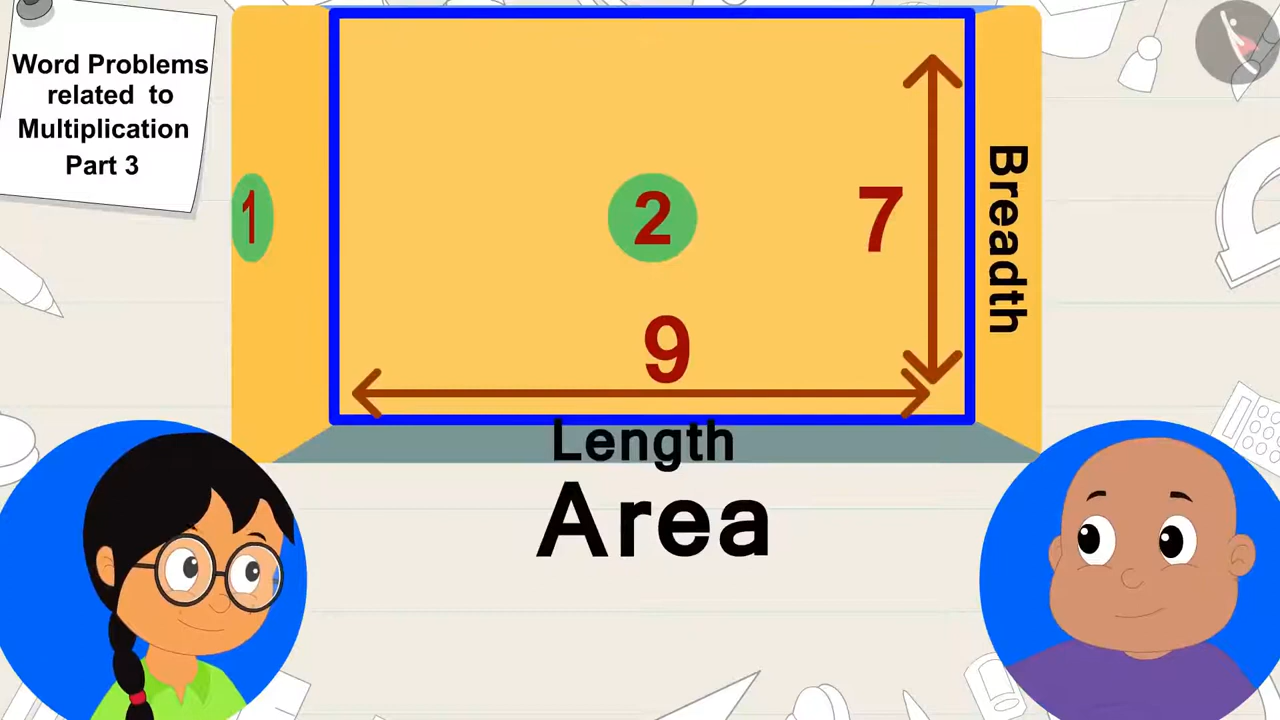 Word Problems
related to
Multiplication
Part 3
1
2
7
Breadth
9
Length
Area